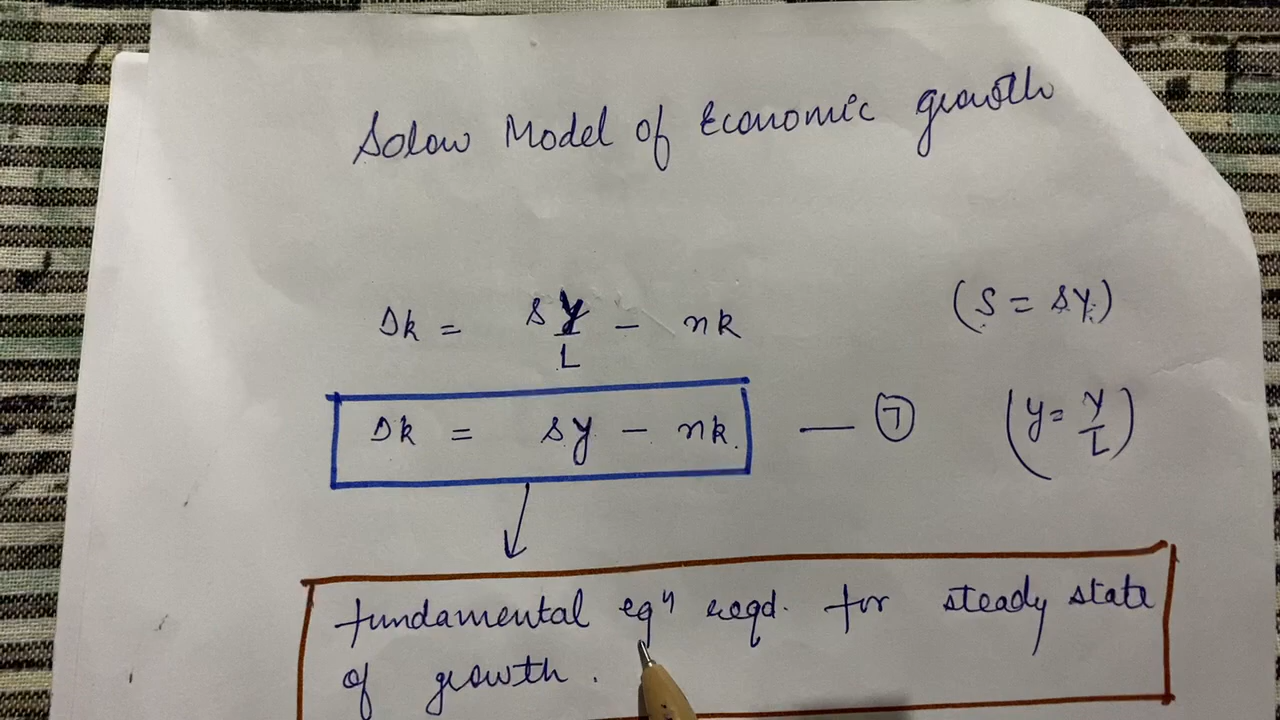 Solow Model of Economic growth
Δk = sY/L - nk (S = sY)
Δk = sy - nk — ⑦ (y = Y/L)
fundamental eqn reqd. for steady state
of growth.